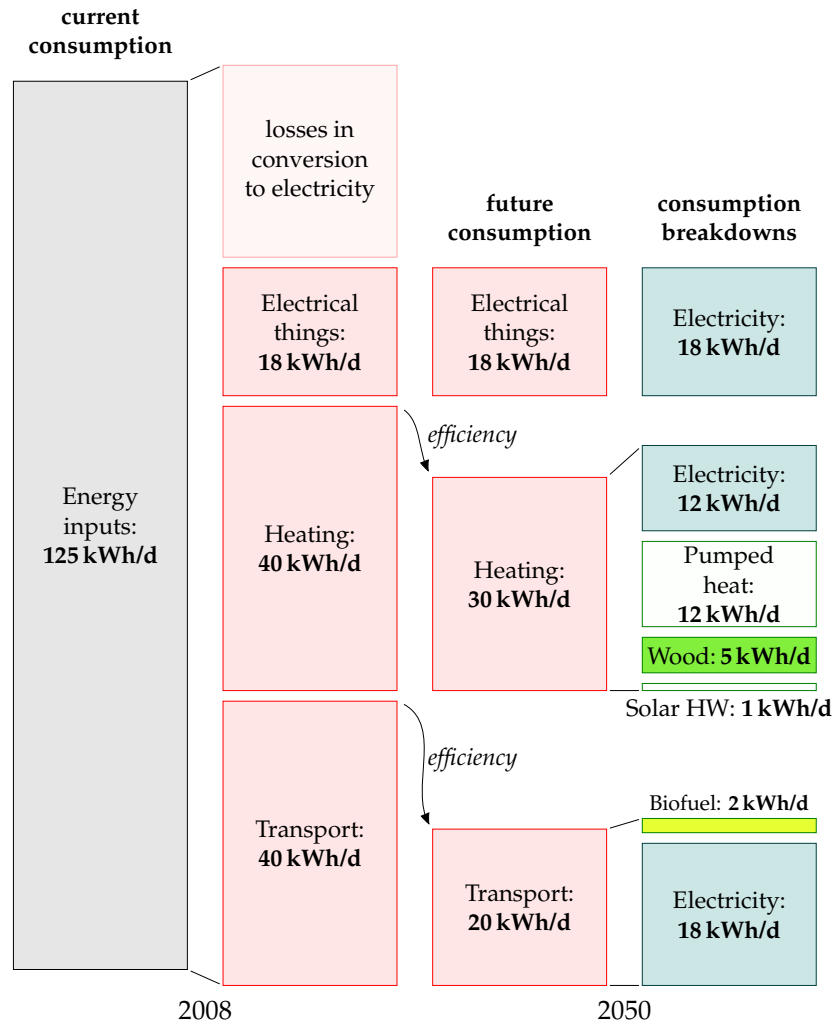 current
consumption
losses in
conversion
to electricity
future
consumption
consumption
breakdowns
Electrical
things:
18 kWh/d
Electrical
things:
18 kWh/d
Electricity:
18 kWh/d
efficiency
Energy
inputs:
125 kWh/d
Heating:
40 kWh/d
Heating:
30 kWh/d
Electricity:
12 kWh/d
Pumped
heat:
12 kWh/d
Wood: 5 kWh/d
Solar HW: 1 kWh/d
efficiency
Transport:
40 kWh/d
Transport:
20 kWh/d
Biofuel: 2 kWh/d
Electricity:
18 kWh/d
2008
2050